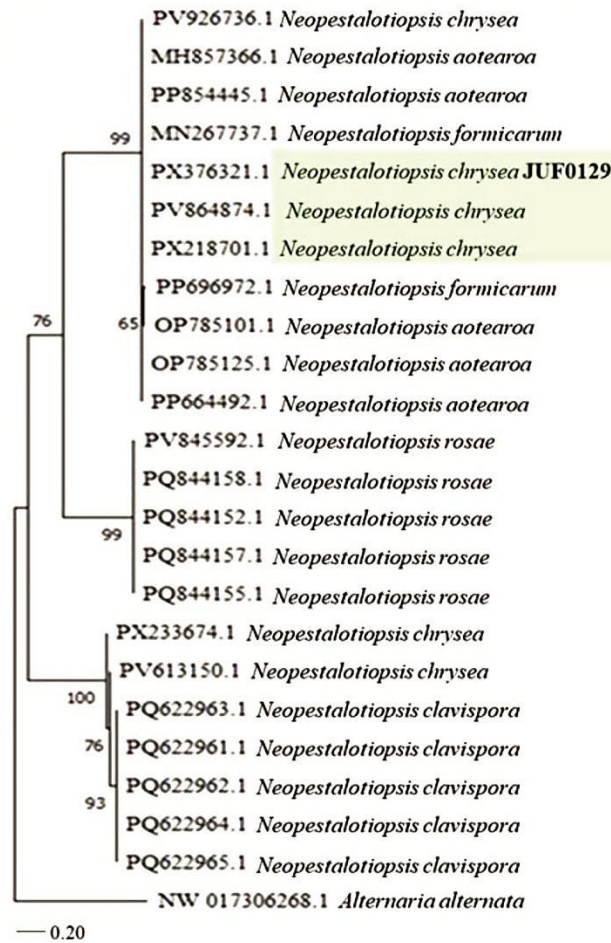 PV926736.1 Neopestalotiopsis chrysea
MH857366.1 Neopestalotiopsis aotearoa
PP854445.1 Neopestalotiopsis aotearoa
99 MN267737.1 Neopestalotiopsis formicarum
PX376321.1 Neopestalotiopsis chrysea JUF0129
PV864874.1 Neopestalotiopsis chrysea
PX218701.1 Neopestalotiopsis chrysea
PP696972.1 Neopestalotiopsis formicarum
76 65 OP785101.1 Neopestalotiopsis aotearoa
OP785125.1 Neopestalotiopsis aotearoa
PP664492.1 Neopestalotiopsis aotearoa
PV845592.1 Neopestalotiopsis rosae
PQ844158.1 Neopestalotiopsis rosae
PQ844152.1 Neopestalotiopsis rosae
99
PQ844157.1 Neopestalotiopsis rosae
PQ844155.1 Neopestalotiopsis rosae
PX233674.1 Neopestalotiopsis chrysea
PV613150.1 Neopestalotiopsis chrysea
100 PQ622963.1 Neopestalotiopsis clavispora
76 PQ622961.1 Neopestalotiopsis clavispora
PQ622962.1 Neopestalotiopsis clavispora
93
PQ622964.1 Neopestalotiopsis clavispora
PQ622965.1 Neopestalotiopsis clavispora
NW 017306268.1 Alternaria alternata
0.20